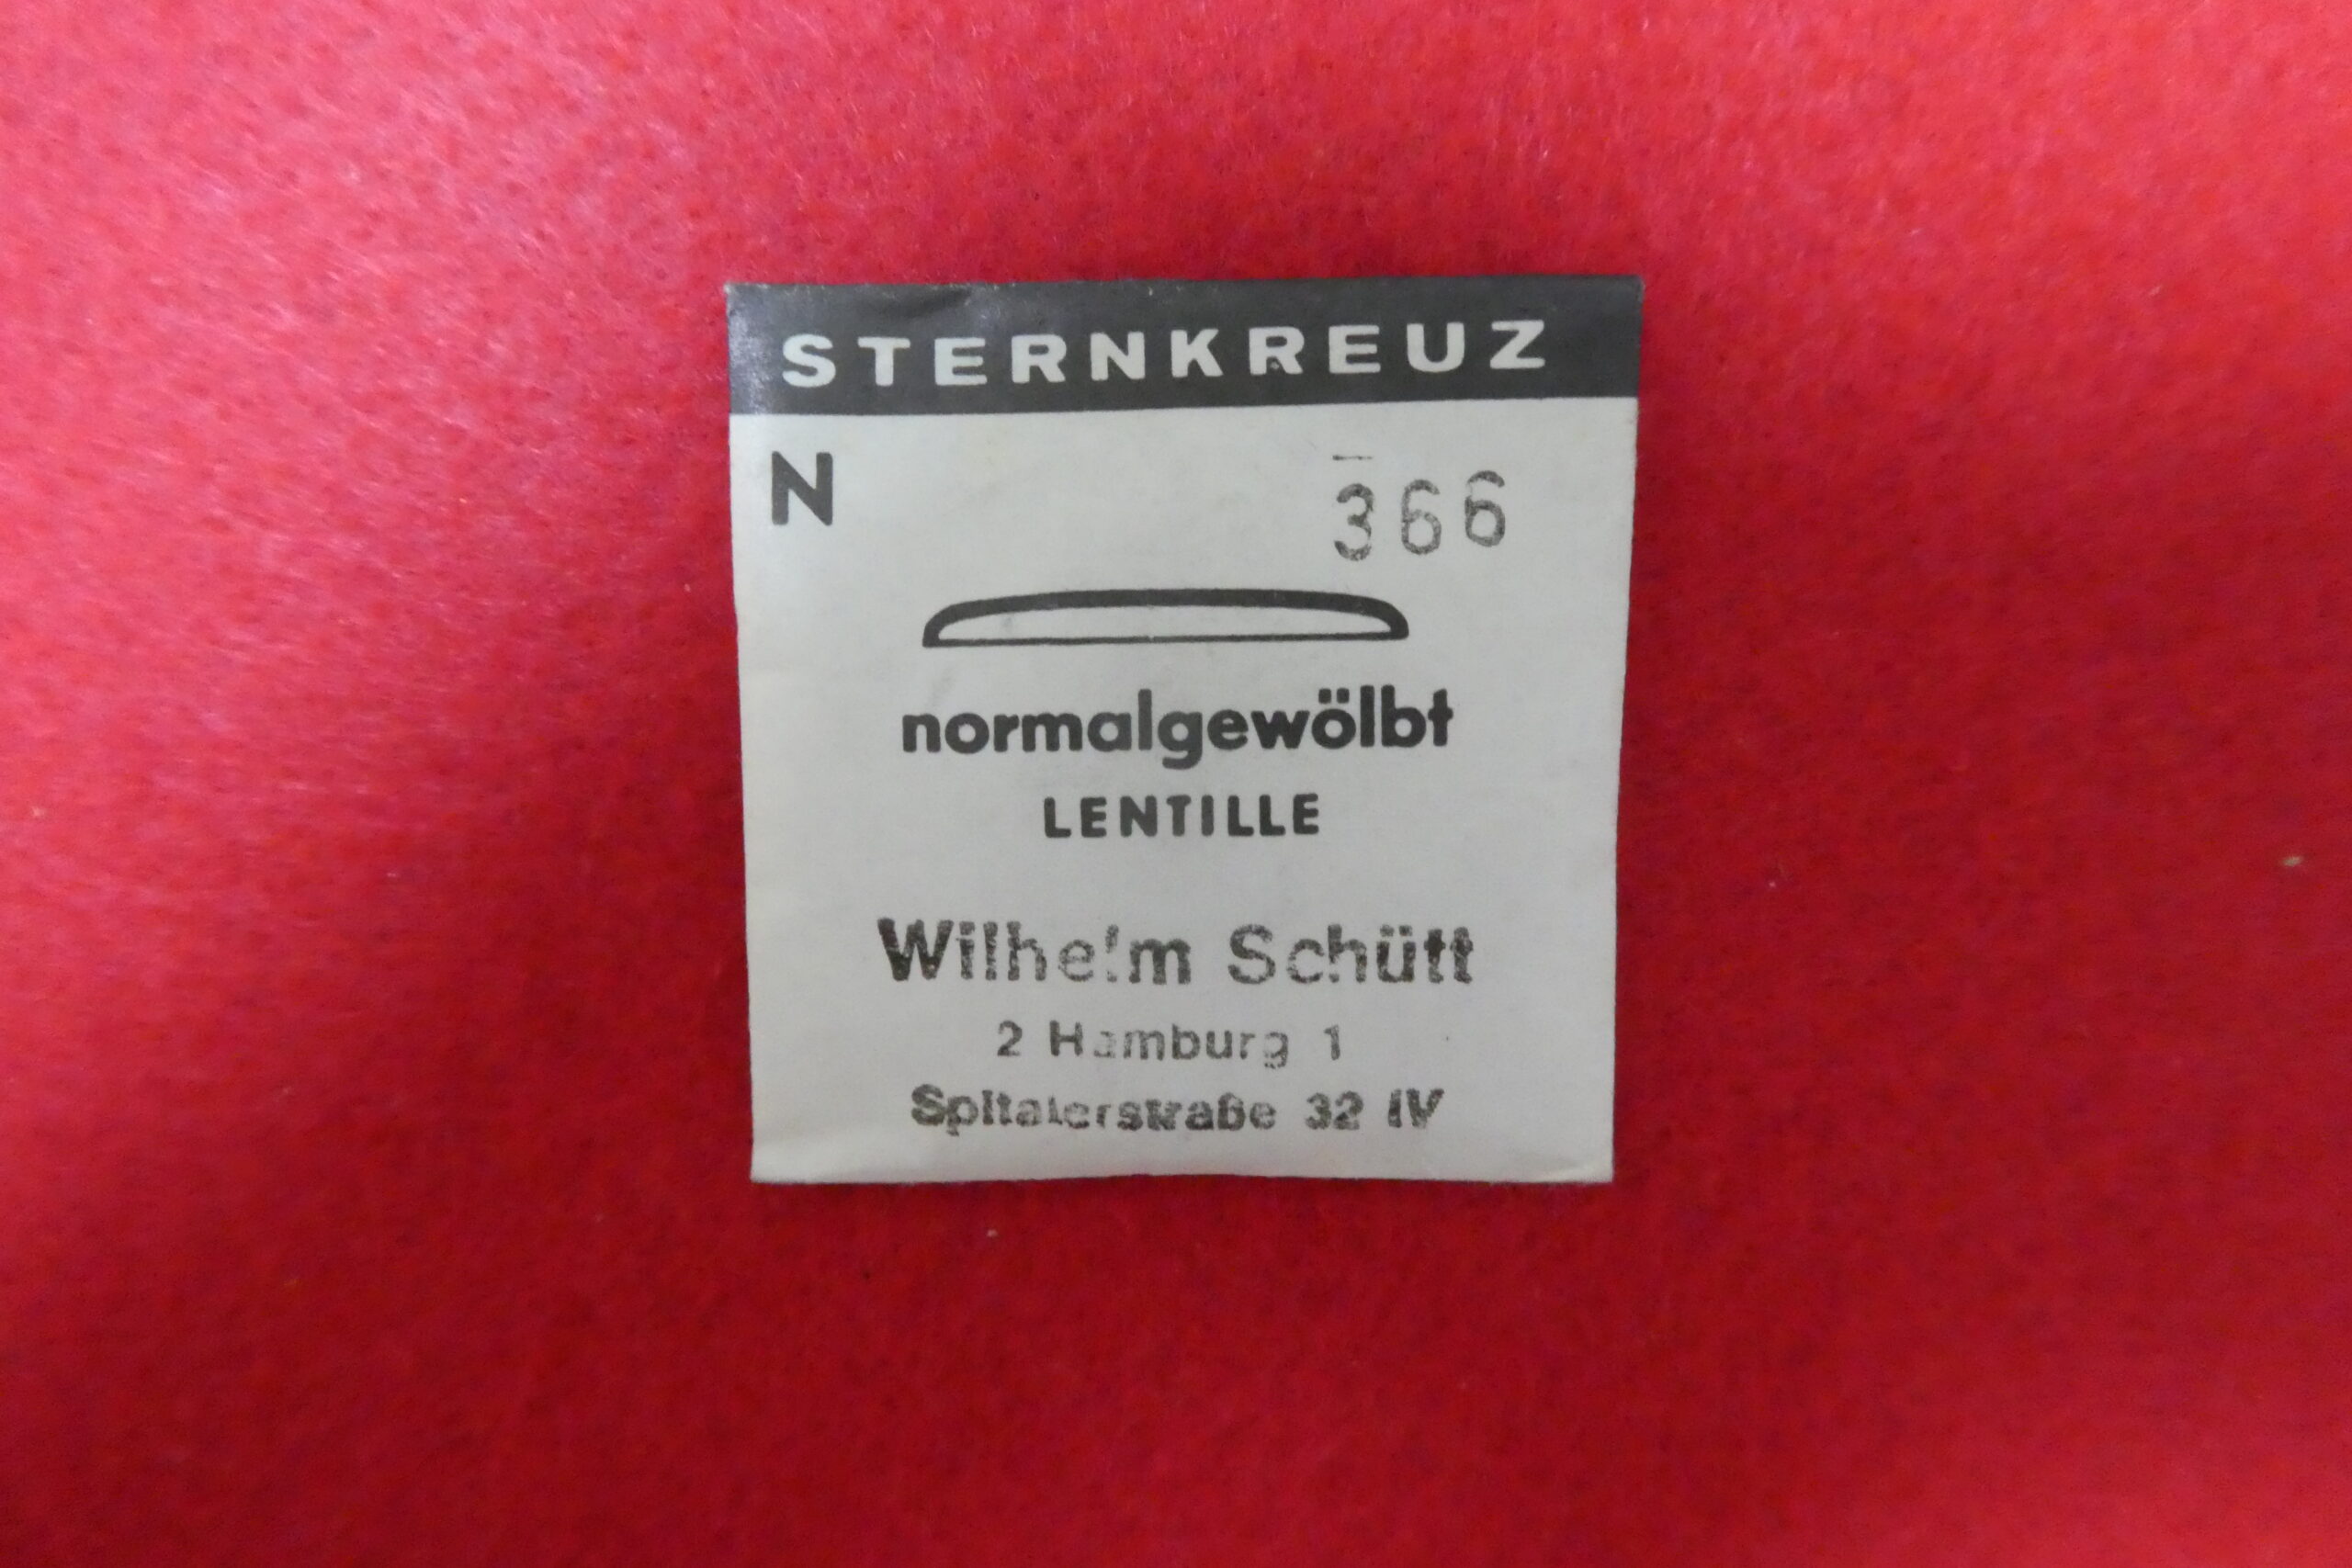 STERNKREUZ
N 366
normalgewölbt
LENTILLE
Wilhelm Schütt
2 Hamburg 1
Spitalerstraße 32 IV